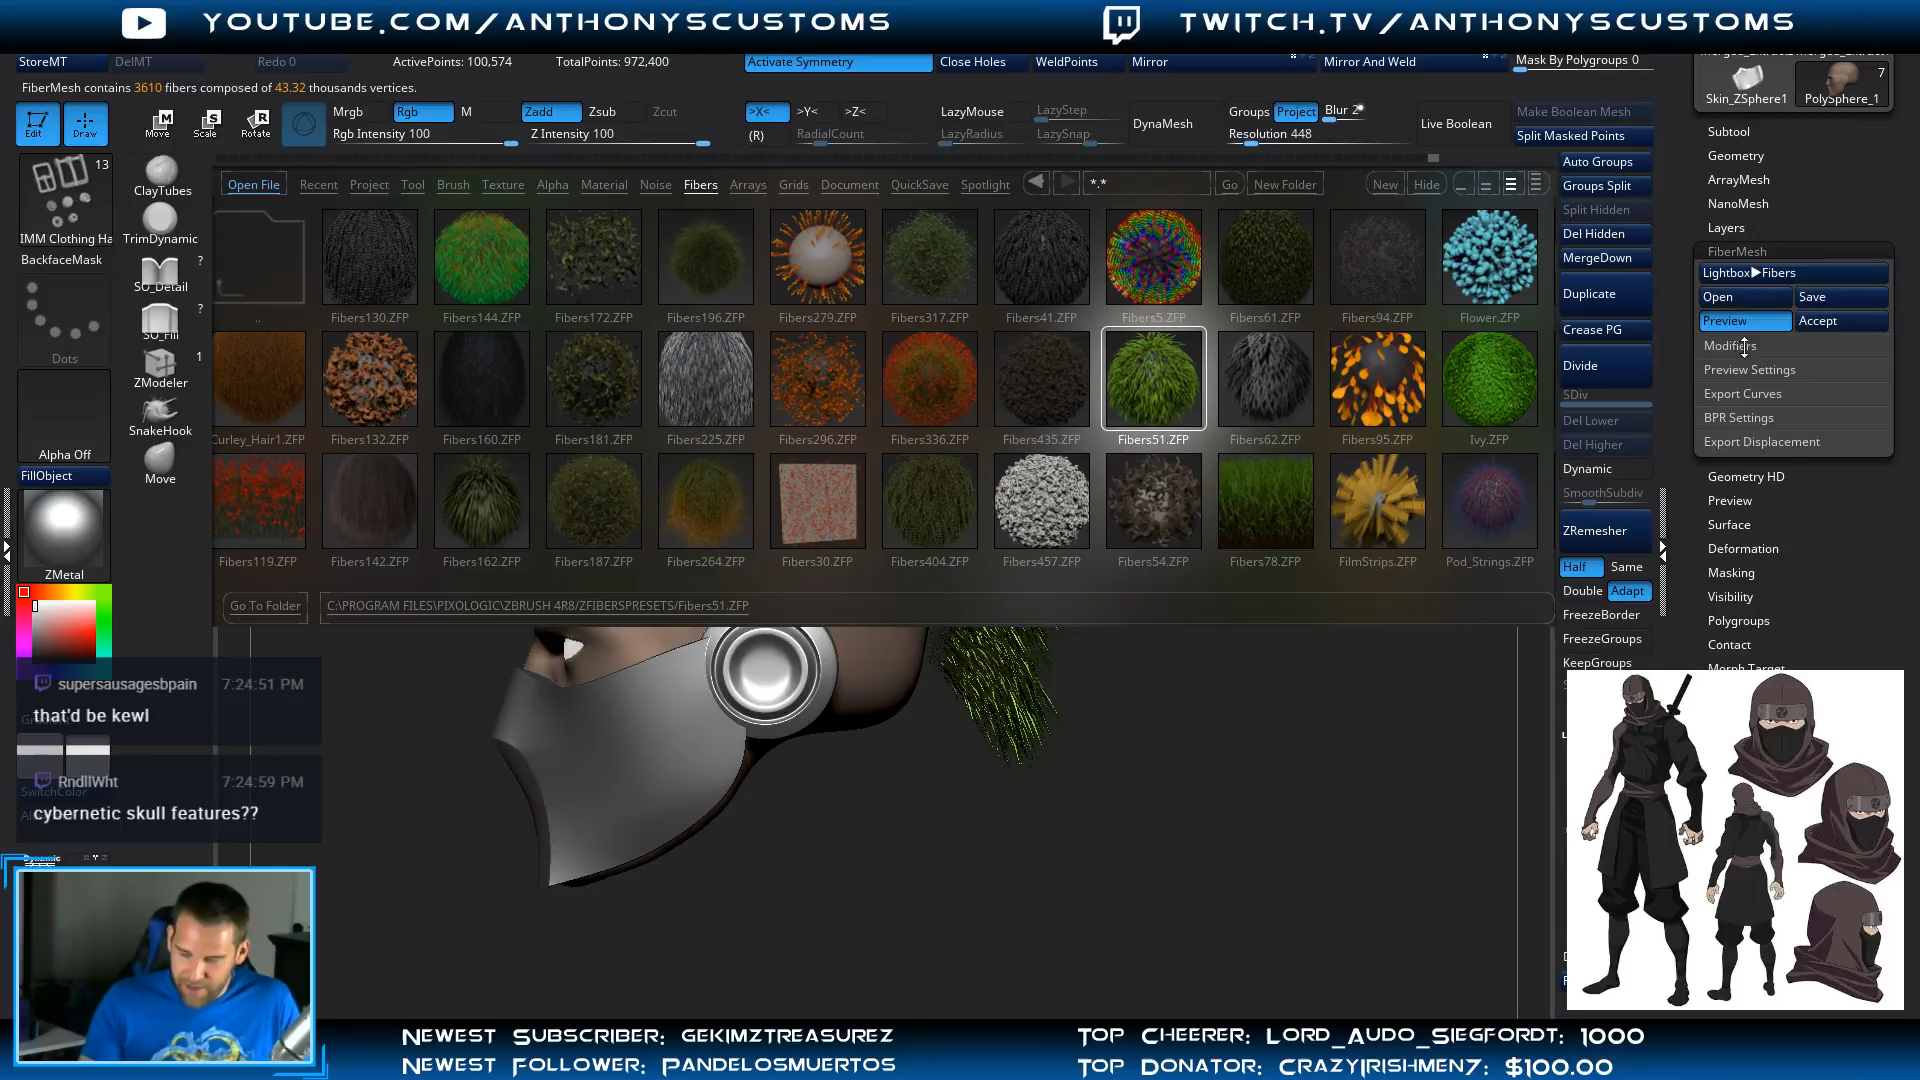 YOUTUBE.COM/ANTHONYSCUSTOMS
TWITCH.TV/ANTHONYSCUSTOMS
StoreMT DelMT Redo 0 ActivePoints: 100,574 TotalPoints: 972,400 Activate Symmetry Close Holes WeldPoints Mirror Mirror And Weld Mask By Polygroups 0
FiberMesh contains 3610 fibers composed of 43.32 thousands vertices.
Edit Draw Move Scale Rotate
Mrgb Rgb M Zadd Zsub Zcut
Rgb Intensity 100 Z Intensity 100
>X< >Y< >Z< LazyMouse LazyStep DynaMesh Groups Project Blur 2 Live Boolean Make Boolean Mesh
(R) RadialCount LazyRadius LazySnap Resolution 448 Split Masked Points
13
IMM Clothing Ha
BackfaceMask
Dots
Alpha Off
FillObject
ZMetal
ClayTubes
TrimDynamic
?
SO_Detail
?
SO_Fill
1
ZModeler
SnakeHook
Move
Open File Recent Project Tool Brush Texture Alpha Material Noise Fibers Arrays Grids Document QuickSave Spotlight *.* Go New Folder New Hide
.. Fibers130.ZFP Fibers144.ZFP Fibers172.ZFP Fibers196.ZFP Fibers279.ZFP Fibers317.ZFP Fibers41.ZFP Fibers5.ZFP Fibers61.ZFP Fibers94.ZFP Flower.ZFP
Curley_Hair1.ZFP Fibers132.ZFP Fibers160.ZFP Fibers181.ZFP Fibers225.ZFP Fibers296.ZFP Fibers336.ZFP Fibers435.ZFP Fibers51.ZFP Fibers62.ZFP Fibers95.ZFP Ivy.ZFP
Fibers119.ZFP Fibers142.ZFP Fibers162.ZFP Fibers187.ZFP Fibers264.ZFP Fibers30.ZFP Fibers404.ZFP Fibers457.ZFP Fibers54.ZFP Fibers78.ZFP FilmStrips.ZFP Pod_Strings.ZFP
Go To Folder C:\PROGRAM FILES\PIXOLOGIC\ZBRUSH 4R8/ZFIBERSPRESETS/Fibers51.ZFP
Auto Groups
Groups Split
Split Hidden
Del Hidden
MergeDown
Duplicate
Crease PG
Divide
SDiv
Del Lower
Del Higher
Dynamic
SmoothSubdiv
ZRemesher
Half Same
Double Adapt
FreezeBorder
FreezeGroups
KeepGroups
Skin_ZSphere1 7 PolySphere_1
Subtool
Geometry
ArrayMesh
NanoMesh
Layers
FiberMesh
Lightbox▶Fibers
Open Save
Preview Accept
Modifiers
Preview Settings
Export Curves
BPR Settings
Export Displacement
Geometry HD
Preview
Surface
Deformation
Masking
Visibility
Polygroups
Contact
Morph Target
supersausagesbpain 7:24:51 PM
that'd be kewl
RndllWht 7:24:59 PM
SwitchColor
cybernetic skull features??
Dynamic
Newest Subscriber: gekimztreasurez
Newest Follower: Pandelosmuertos
Top Cheerer: Lord_Audo_Siegfordt: 1000
Top Donator: CrazyIrishmen7: $100.00